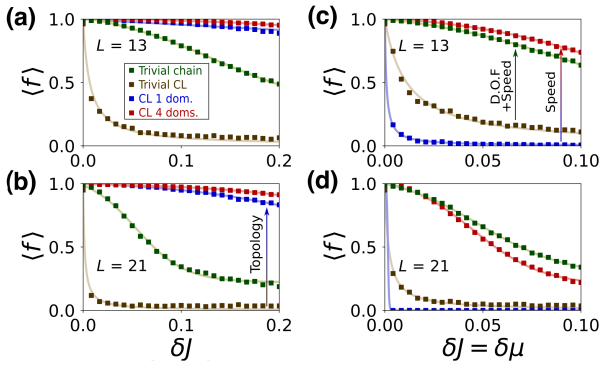 (a)
⟨f⟩
1.0
0.5
0.0
L = 13
Trivial chain
Trivial CL
CL 1 dom.
CL 4 doms.
0.0
0.1
0.2
(c)
⟨f⟩
1.0
0.5
0.0
L = 13
D.O.F
+Speed
Speed
0.00
0.05
0.10
(b)
⟨f⟩
1.0
0.5
0.0
L = 21
Topology
0.0
0.1
0.2
δJ
(d)
⟨f⟩
1.0
0.5
0.0
L = 21
0.00
0.05
0.10
δJ = δμ